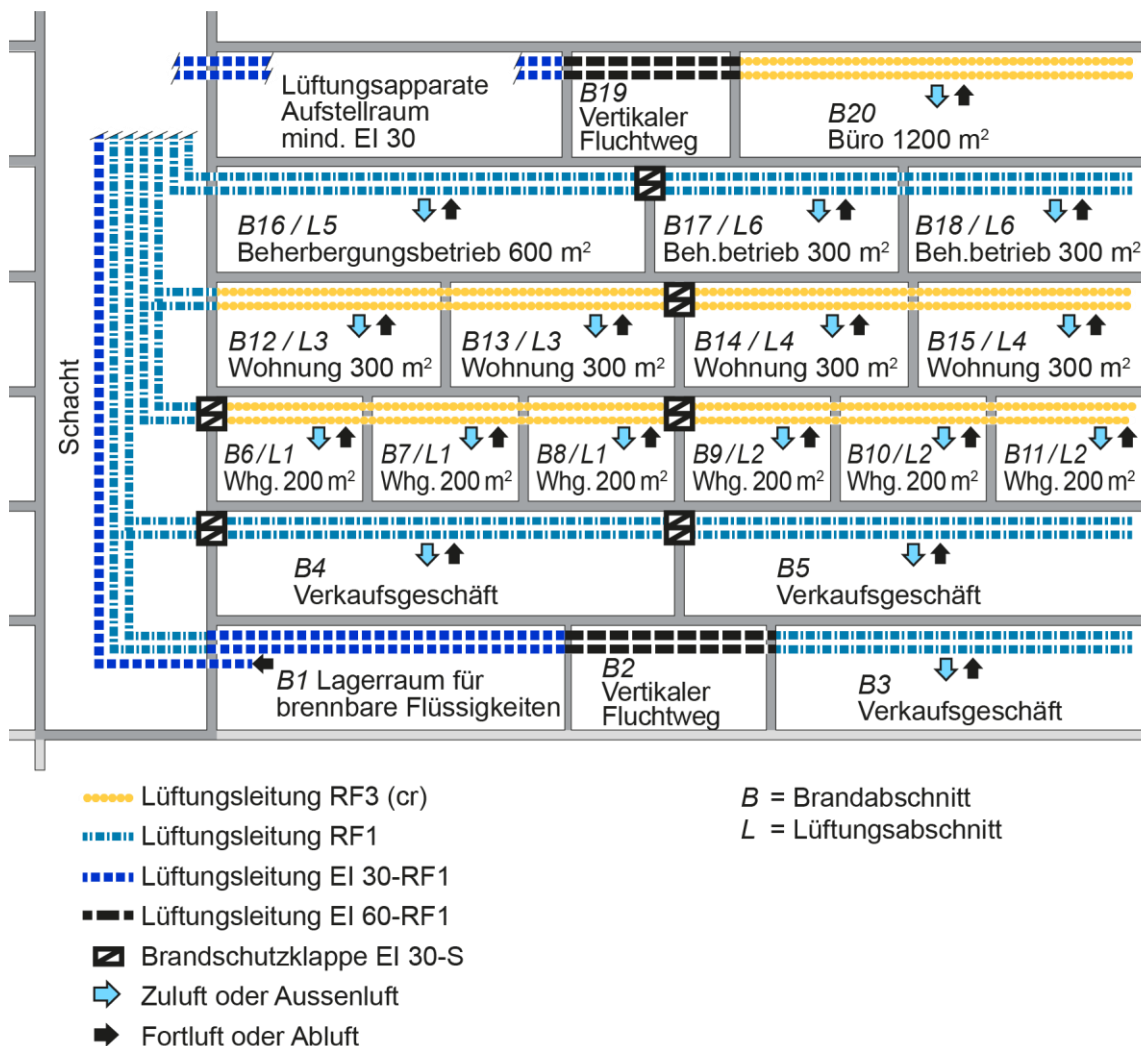 Lüftungsapparate
Aufstellraum
mind. EI 30
B19
Vertikaler
Fluchtweg
B20
Büro 1200 m²
B16 / L5
Beherbergungsbetrieb 600 m²
B17 / L6
Beh.betrieb 300 m²
B18 / L6
Beh.betrieb 300 m²
B12 / L3
Wohnung 300 m²
B13 / L3
Wohnung 300 m²
B14 / L4
Wohnung 300 m²
B15 / L4
Wohnung 300 m²
Schacht
B6 / L1
Whg. 200 m²
B7 / L1
Whg. 200 m²
B8 / L1
Whg. 200 m²
B9 / L2
Whg. 200 m²
B10 / L2
Whg. 200 m²
B11 / L2
Whg. 200 m²
B4
Verkaufsgeschäft
B5
Verkaufsgeschäft
B1 Lagerraum für
brennbare Flüssigkeiten
B2
Vertikaler
Fluchtweg
B3
Verkaufsgeschäft
Lüftungsleitung RF3 (cr)
Lüftungsleitung RF1
Lüftungsleitung EI 30-RF1
Lüftungsleitung EI 60-RF1
Brandschutzklappe EI 30-S
Zuluft oder Aussenluft
Fortluft oder Abluft
B = Brandabschnitt
L = Lüftungsabschnitt